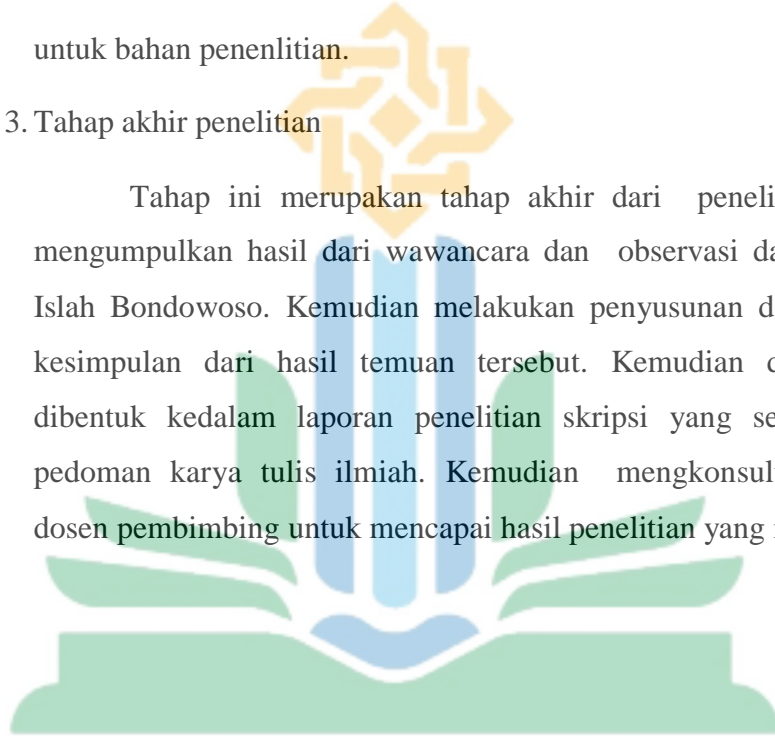 untuk bahan penenlitian.
3. Tahap akhir penelitian
Tahap ini merupakan tahap akhir dari peneli
mengumpulkan hasil dari wawancara dan observasi da
Islah Bondowoso. Kemudian melakukan penyusunan d
kesimpulan dari hasil temuan tersebut. Kemudian d
dibentuk kedalam laporan penelitian skripsi yang se
pedoman karya tulis ilmiah. Kemudian mengkonsul
dosen pembimbing untuk mencapai hasil penelitian yang